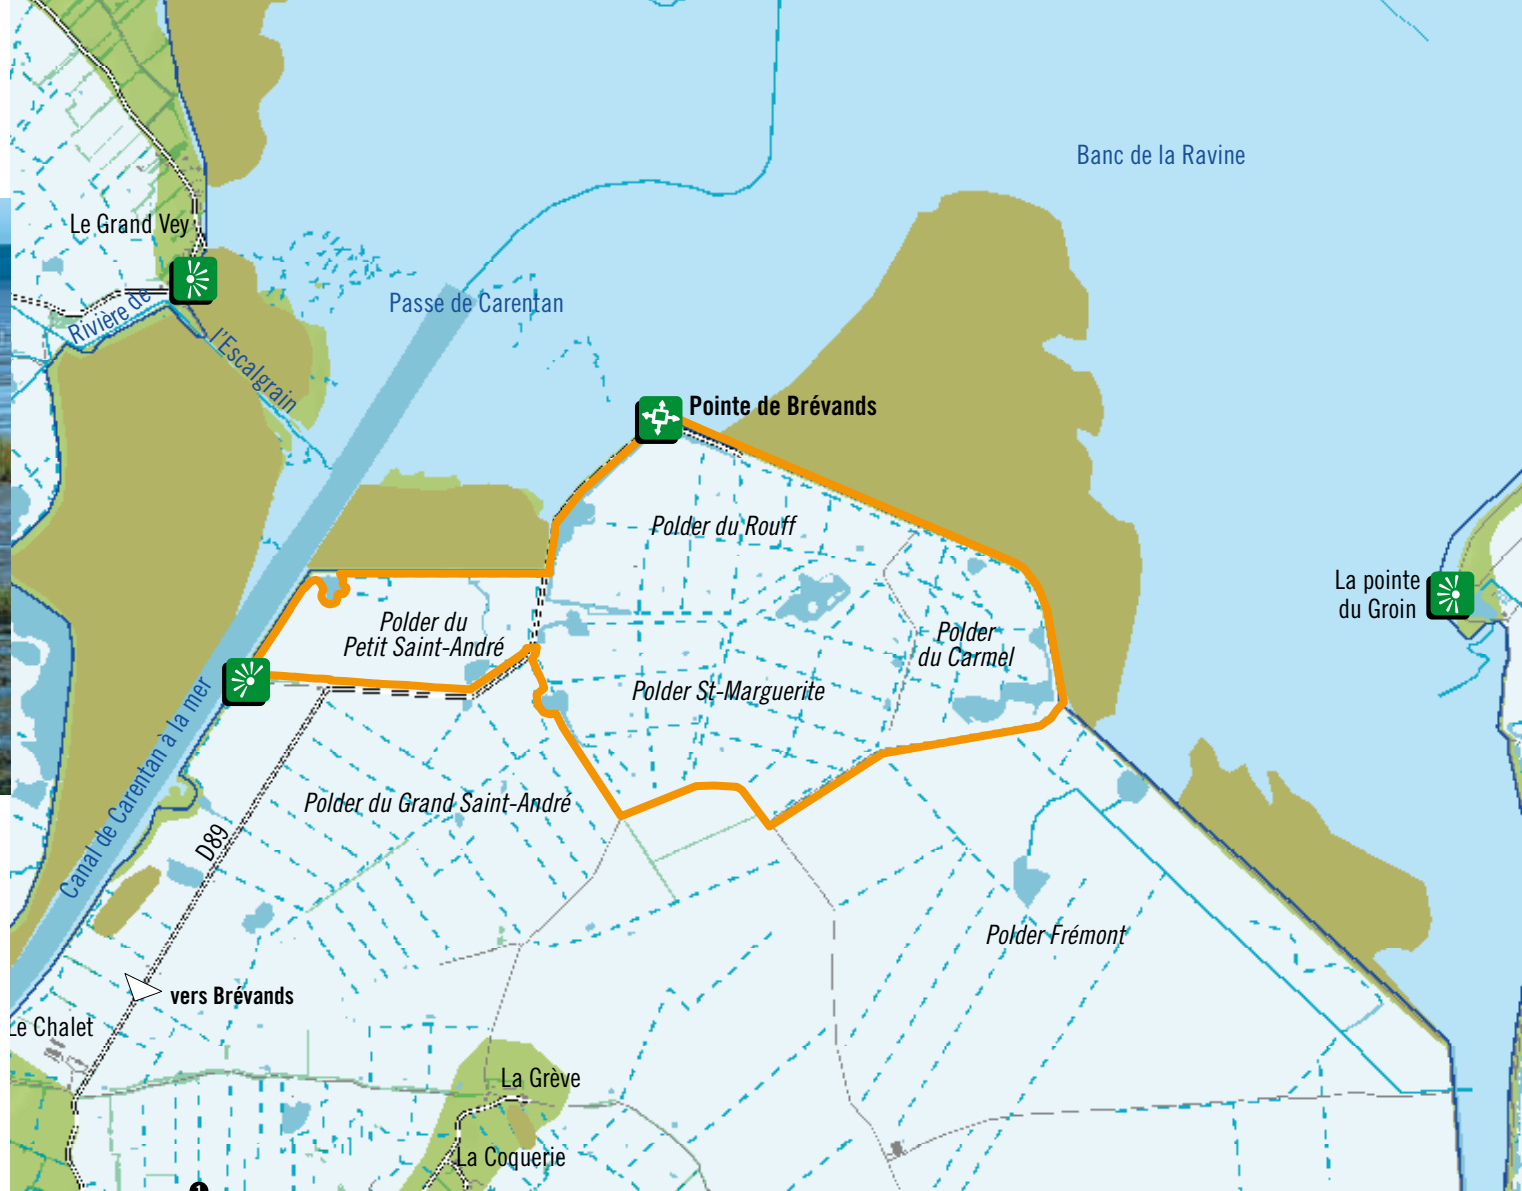 Banc de la Ravine
Le Grand Vey
Passe de Carentan
Rivière de
l'Escalgrain
Pointe de Brévands
Polder du Rouff
La pointe
du Groin
Polder du
Petit Saint-André
Polder
du Carmel
Polder St-Marguerite
Canal de Carentan à la mer
Polder du Grand Saint-André
D89
Polder Frémont
vers Brévands
Le Chalet
La Grève
La Coquerie
1